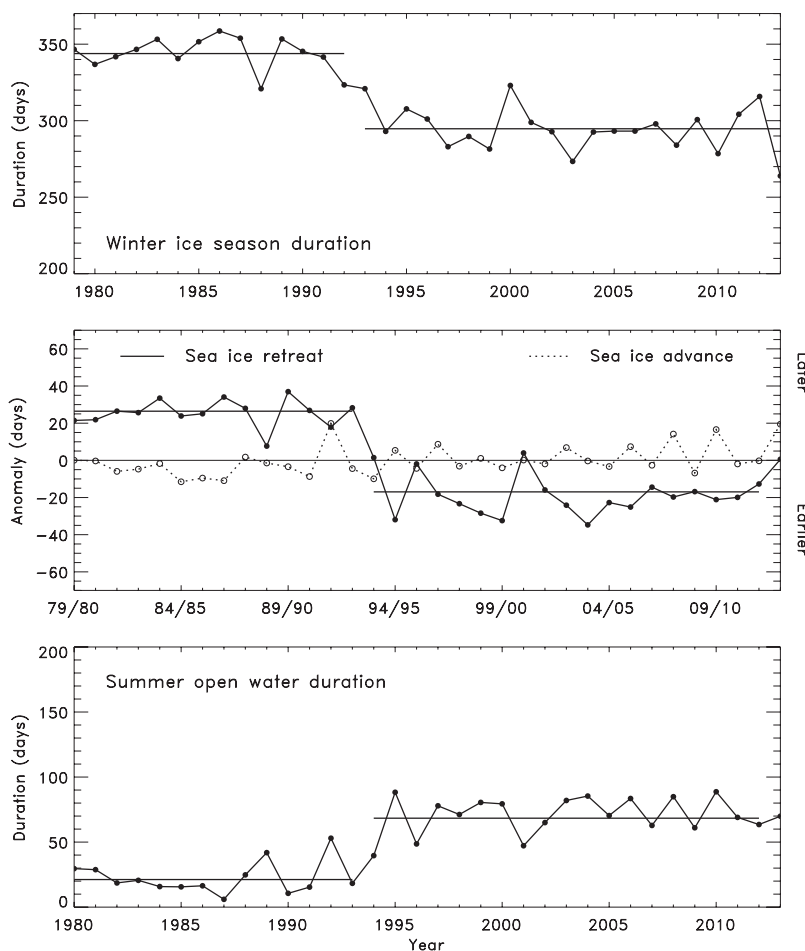 350
300
250
200
Duration (days)
Winter ice season duration
1980 1985 1990 1995 2000 2005 2010
60
40
20
0
-20
-40
-60
Anomaly (days)
Sea ice retreat Sea ice advance
Later
Earlier
79/80 84/85 89/90 94/95 99/00 04/05 09/10
200
150
100
50
0
Duration (days)
Summer open water duration
1980 1985 1990 1995 2000 2005 2010
Year